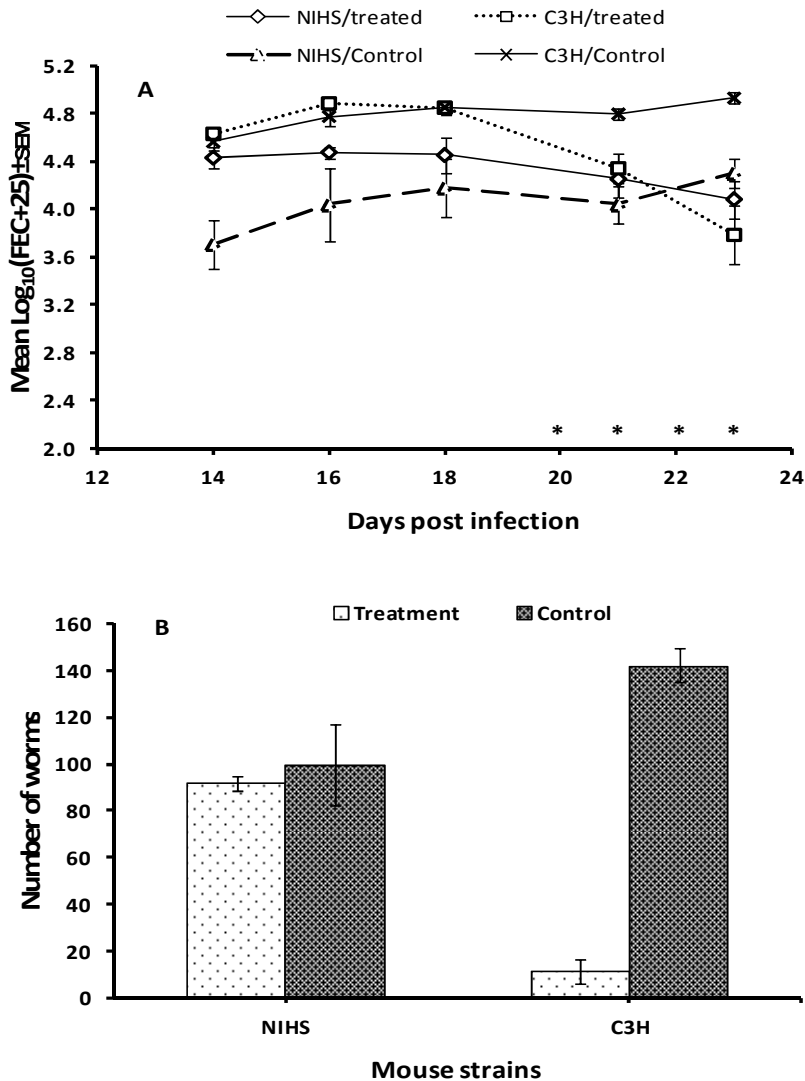 NIHS/treated C3H/treated
NIHS/Control C3H/Control
A
5.2
4.8
4.4
4.0
3.6
3.2
2.8
2.4
2.0
Mean Log₁₀(FEC+25)±SEM
* * * *
12 14 16 18 20 22 24
Days post infection
B
Treatment Control
160
140
120
100
80
60
40
20
0
Number of worms
NIHS C3H
Mouse strains